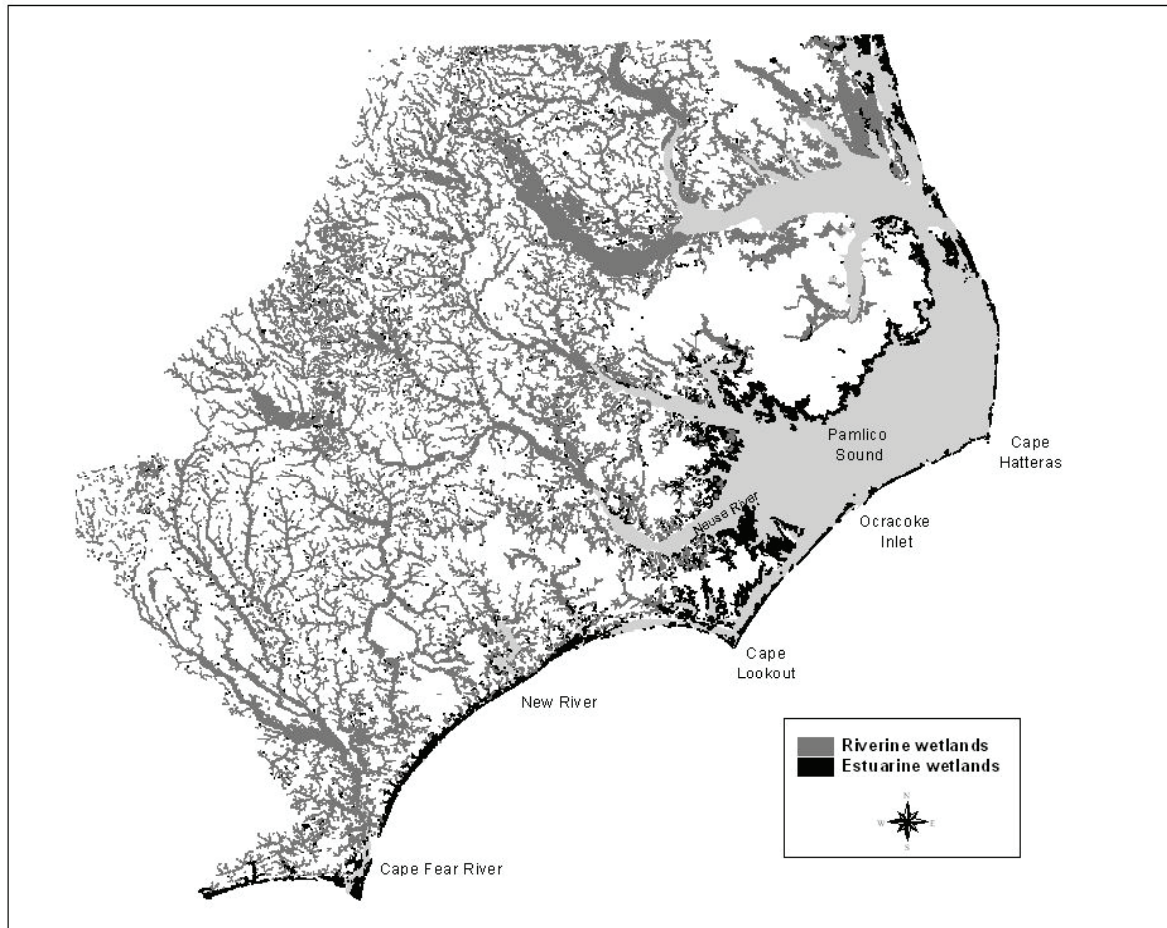 Pamlico
Sound
Cape
Hatteras
Neuse River
Ocracoke
Inlet
Cape
Lookout
New River
Riverine wetlands
Estuarine wetlands
N
W
E
S
Cape Fear River